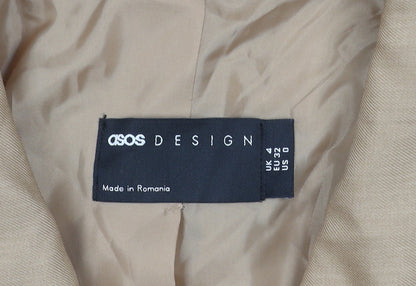 asos DESIGN
Made in Romania
UK 4
EU 32
US 0